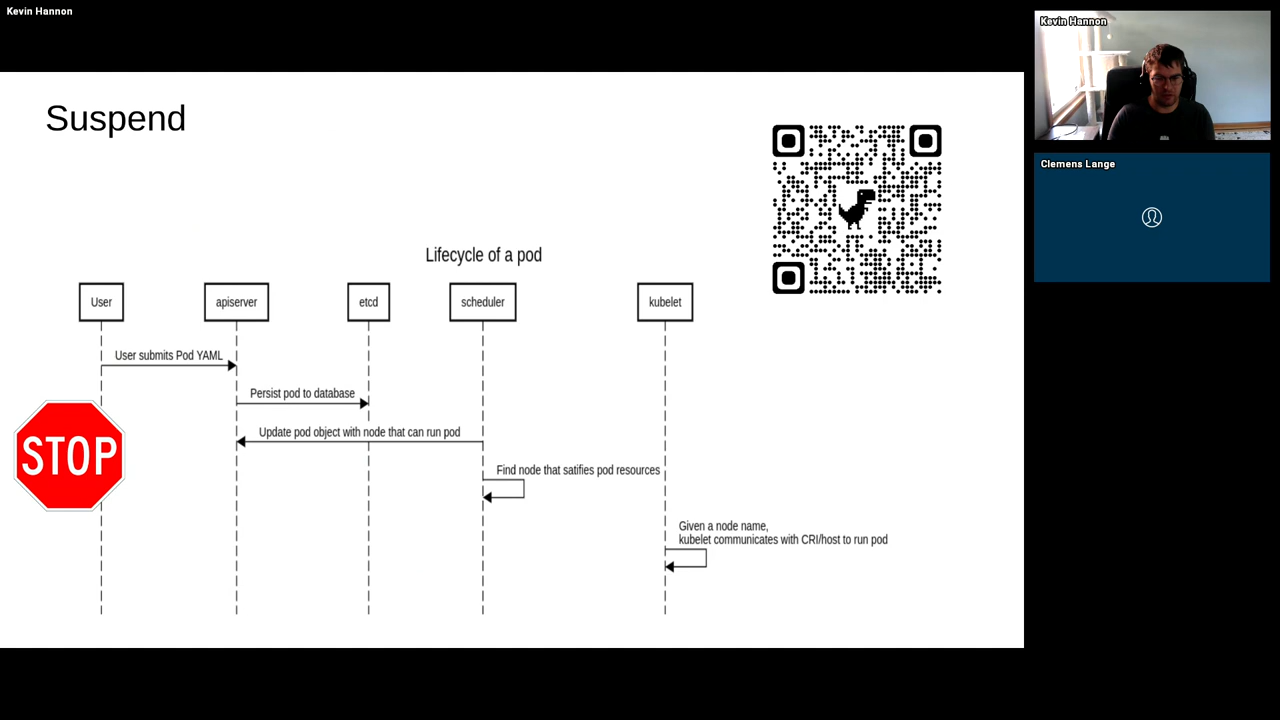 Kevin Hannon
Kevin Hannon
Clemens Lange
Suspend
Lifecycle of a pod
User
apiserver
etcd
scheduler
kubelet
User submits Pod YAML
Persist pod to database
Update pod object with node that can run pod
STOP
Find node that satifies pod resources
Given a node name,
kubelet communicates with CRI/host to run pod